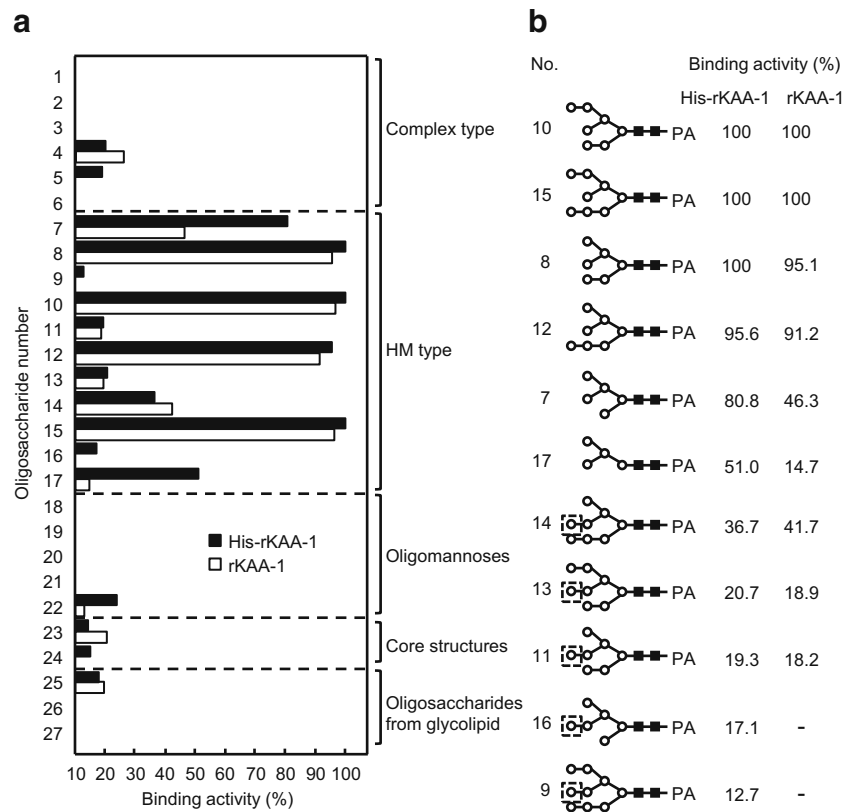 a
Oligosaccharide number
1
2
3
4
5
6
7
8
9
10
11
12
13
14
15
16
17
18
19
20
21
22
23
24
25
26
27
Complex type
HM type
Oligomannoses
Core structures
Oligosaccharides
from glycolipid
His-rKAA-1
rKAA-1
10 20 30 40 50 60 70 80 90 100
Binding activity (%)
b
No. Binding activity (%)
His-rKAA-1 rKAA-1
10 PA 100 100
15 PA 100 100
8 PA 100 95.1
12 PA 95.6 91.2
7 PA 80.8 46.3
17 PA 51.0 14.7
14 PA 36.7 41.7
13 PA 20.7 18.9
11 PA 19.3 18.2
16 PA 17.1 -
9 PA 12.7 -